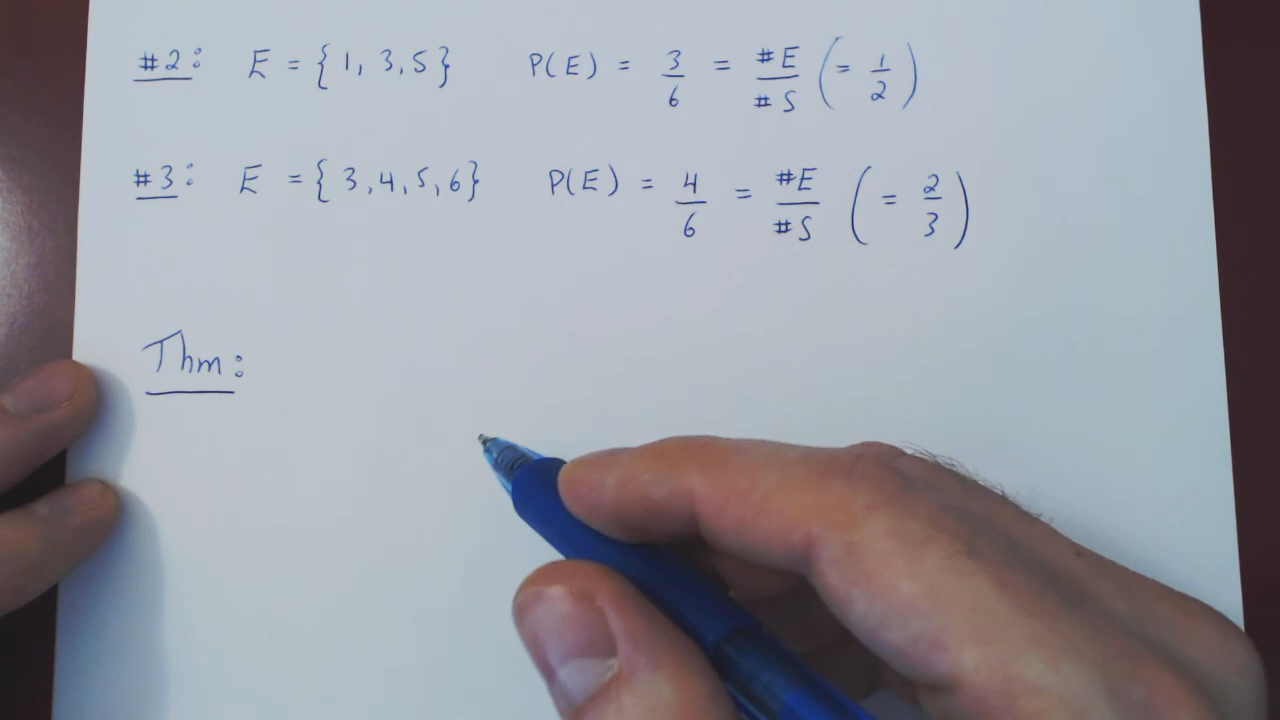 #2: E = {1, 3, 5} P(E) = 3/6 = #E/#S (= 1/2)
#3: E = {3, 4, 5, 6} P(E) = 4/6 = #E/#S (= 2/3)
Thm: